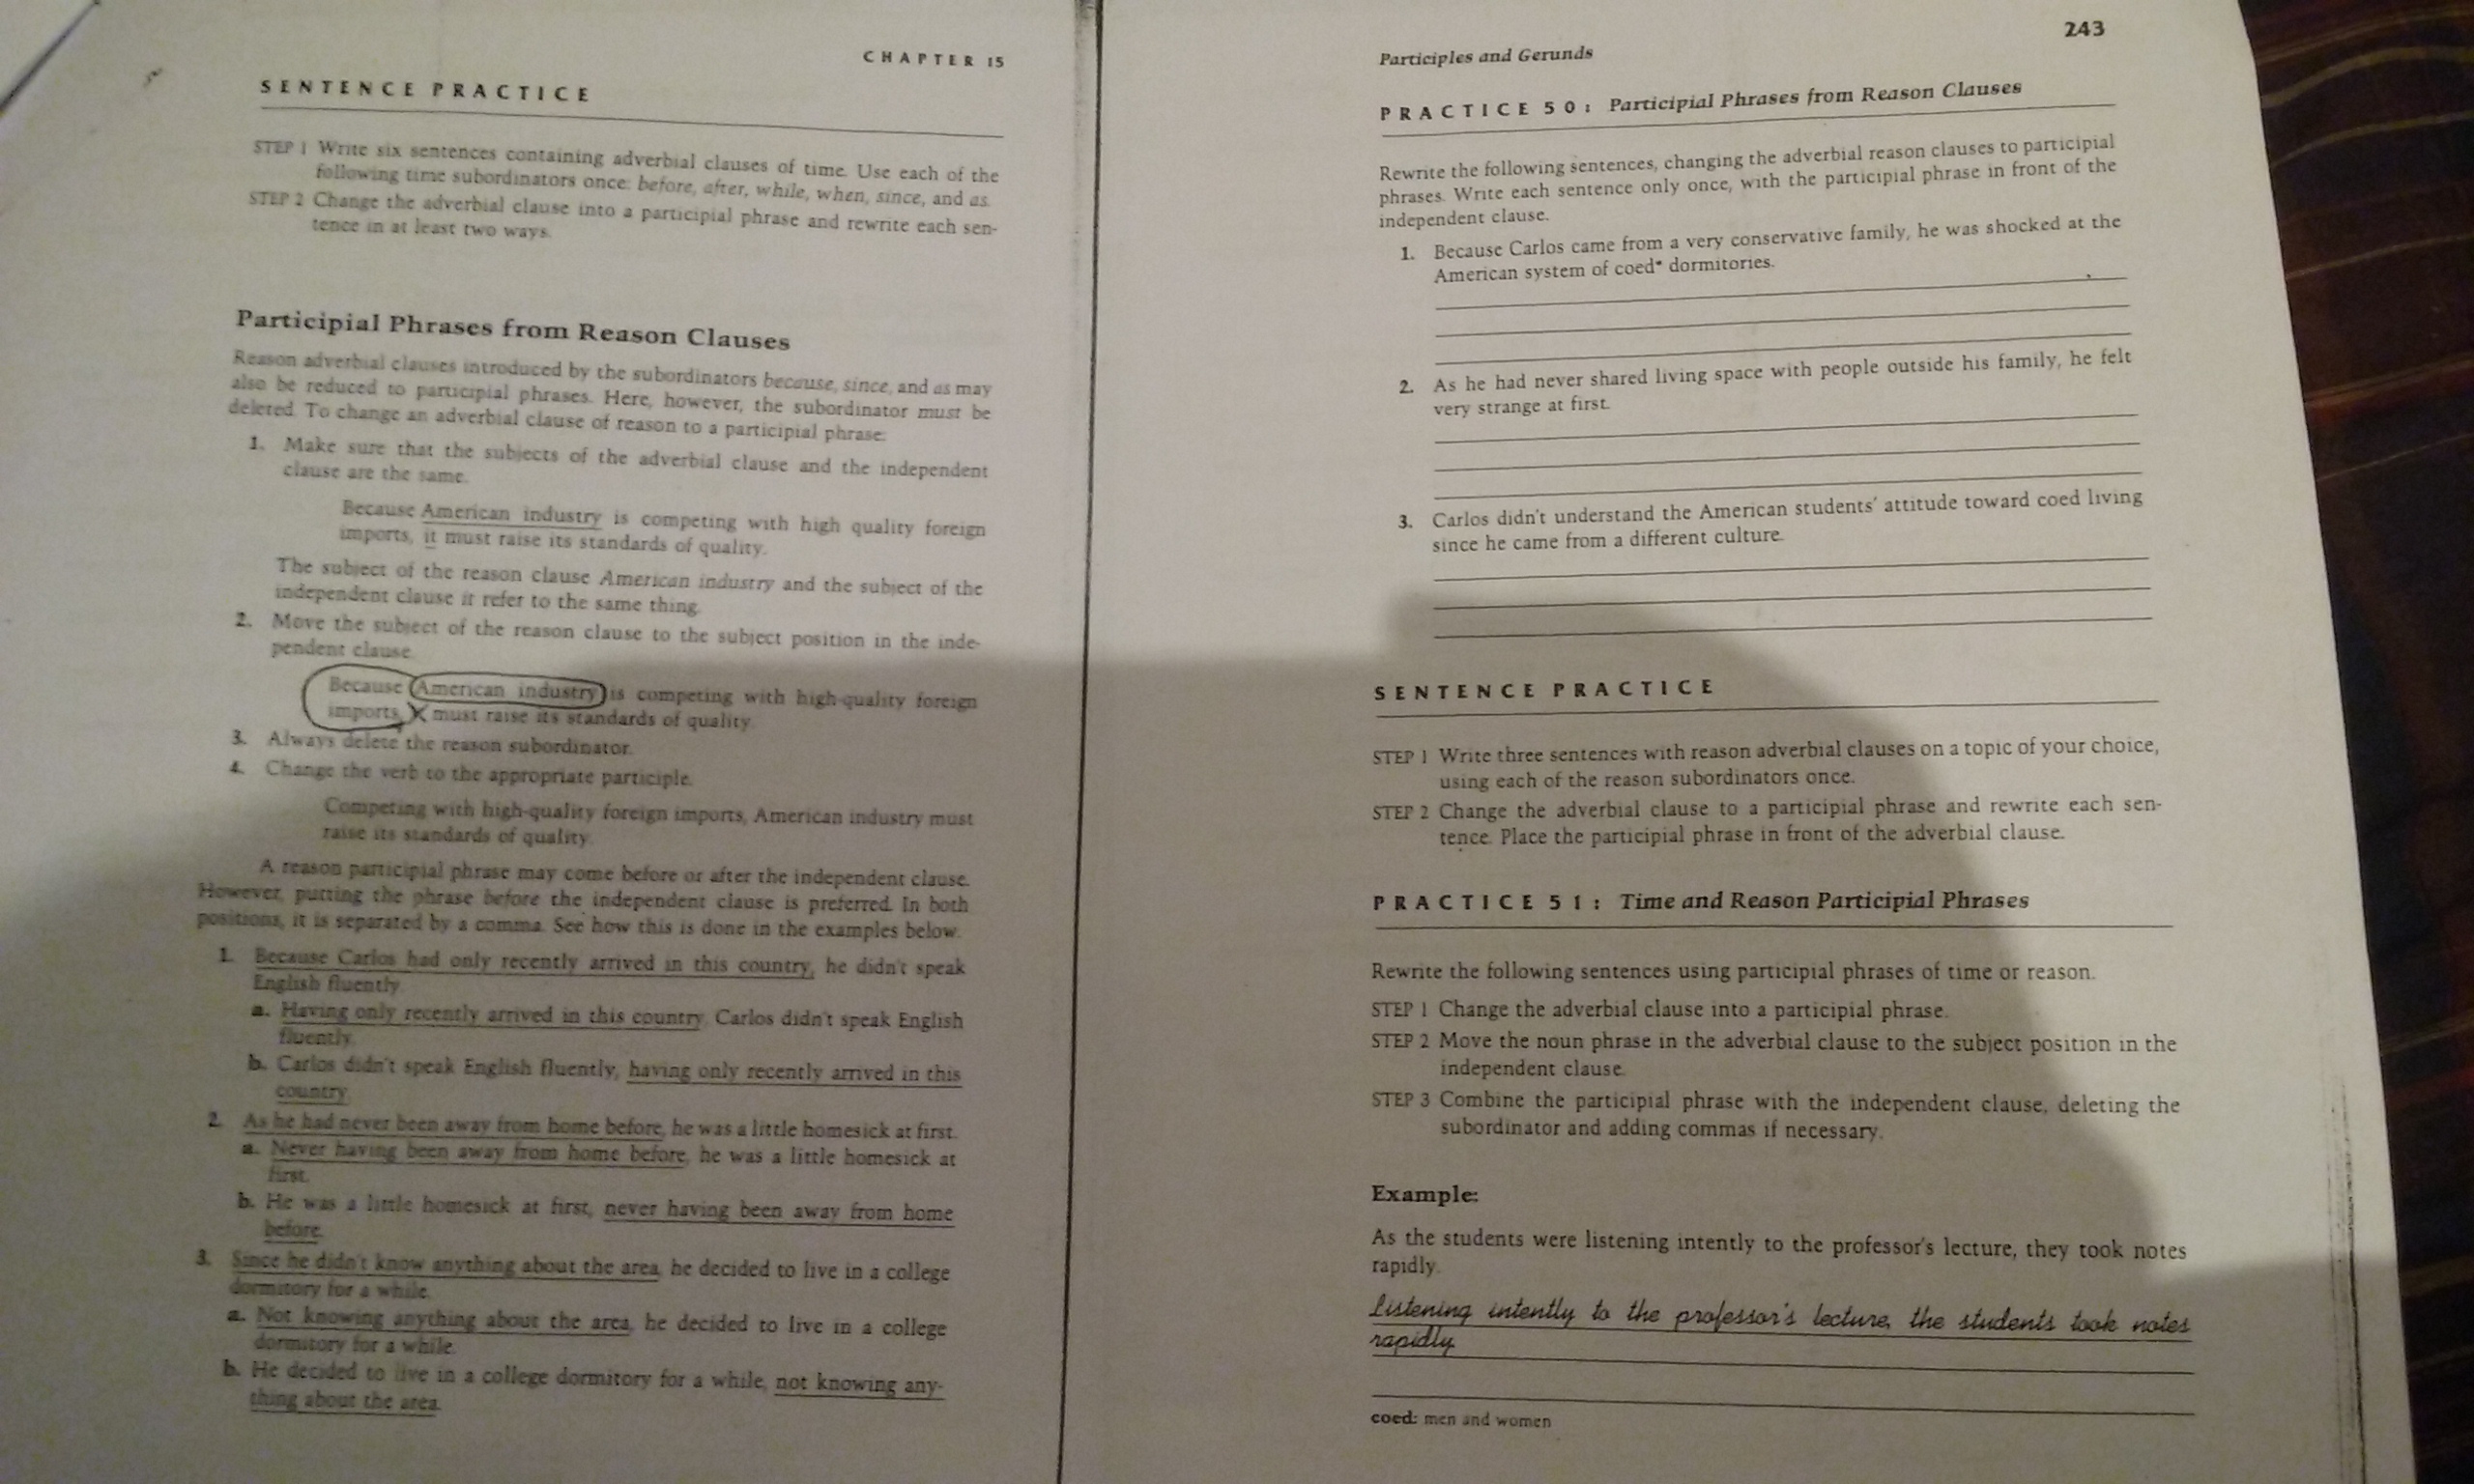 CHAPTER 15
SENTENCE PRACTICE
STEP 1 Write six sentences containing adverbial clauses of time. Use each of the
following time subordinators once: before, after, while, when, since, and as.
STEP 2 Change the adverbial clause into a participial phrase and rewrite each sen-
tence in at least two ways.
Participial Phrases from Reason Clauses
Reason adverbial clauses introduced by the subordinators because, since, and as may
also be reduced to participial phrases. Here, however, the subordinator must be
deleted. To change an adverbial clause of reason to a participial phrase:
1. Make sure that the subjects of the adverbial clause and the independent
clause are the same.
Because American industry is competing with high quality foreign
imports, it must raise its standards of quality.
The subject of the reason clause American industry and the subject of the
independent clause it refer to the same thing.
2. Move the subject of the reason clause to the subject position in the inde-
pendent clause.
Because American industry is competing with high-quality foreign
imports, must raise its standards of quality.
3. Always delete the reason subordinator.
4. Change the verb to the appropriate participle.
Competing with high-quality foreign imports, American industry must
raise its standards of quality.
A reason participial phrase may come before or after the independent clause.
However, putting the phrase before the independent clause is preferred. In both
positions, it is separated by a comma. See how this is done in the examples below.
1. Because Carlos had only recently arrived in this country, he didn't speak
English fluently.
a. Having only recently arrived in this country, Carlos didn't speak English
fluently.
b. Carlos didn't speak English fluently, having only recently arrived in this
country.
2. As he had never been away from home before, he was a little homesick at first.
a. Never having been away from home before, he was a little homesick at
first.
b. He was a little homesick at first, never having been away from home
before.
3. Since he didn't know anything about the area, he decided to live in a college
dormitory for a while.
a. Not knowing anything about the area, he decided to live in a college
dormitory for a while.
b. He decided to live in a college dormitory for a while, not knowing any-
thing about the area.
243
Participles and Gerunds
PRACTICE 50: Participial Phrases from Reason Clauses
Rewrite the following sentences, changing the adverbial reason clauses to participial
phrases. Write each sentence only once, with the participial phrase in front of the
independent clause.
1. Because Carlos came from a very conservative family, he was shocked at the
American system of coed* dormitories.
2. As he had never shared living space with people outside his family, he felt
very strange at first.
3. Carlos didn't understand the American students' attitude toward coed living
since he came from a different culture.
SENTENCE PRACTICE
STEP 1 Write three sentences with reason adverbial clauses on a topic of your choice,
using each of the reason subordinators once.
STEP 2 Change the adverbial clause to a participial phrase and rewrite each sen-
tence. Place the participial phrase in front of the adverbial clause.
PRACTICE 51: Time and Reason Participial Phrases
Rewrite the following sentences using participial phrases of time or reason.
STEP 1 Change the adverbial clause into a participial phrase.
STEP 2 Move the noun phrase in the adverbial clause to the subject position in the
independent clause.
STEP 3 Combine the participial phrase with the independent clause, deleting the
subordinator and adding commas if necessary.
Example:
As the students were listening intently to the professor's lecture, they took notes
rapidly.
Listening intently to the professor's lecture, the students took notes
rapidly.
coed: men and women